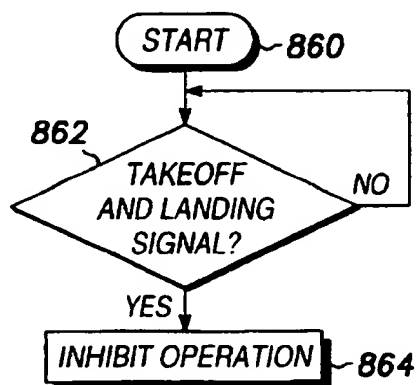 START
860
862
TAKEOFF
AND LANDING
SIGNAL?
NO
YES
INHIBIT OPERATION
864